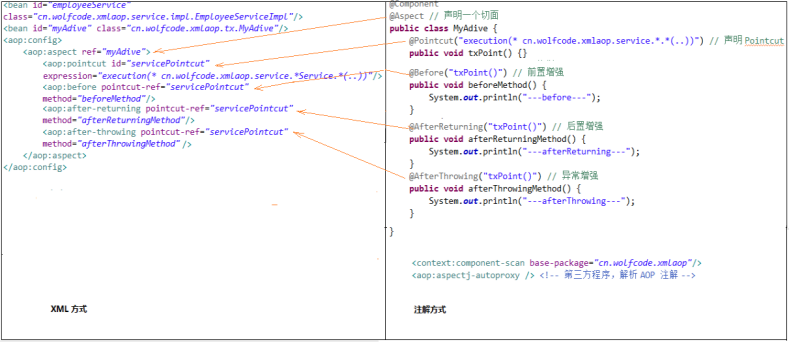 <bean id="employeeService"
class="cn.wolfcode.xmlaop.service.impl.EmployeeServiceImpl"/>
<bean id="myAdive" class="cn.wolfcode.xmlaop.tx.MyAdive"/>
<aop:config>
<aop:aspect ref="myAdive">
<aop:pointcut id="servicePointcut"
expression="execution(* cn.wolfcode.xmlaop.service.*Service.*(..))"/>
<aop:before pointcut-ref="servicePointcut"
method="beforeMethod"/>
<aop:after-returning pointcut-ref="servicePointcut"
method="afterReturningMethod"/>
<aop:after-throwing pointcut-ref="servicePointcut"
method="afterThrowingMethod"/>
</aop:aspect>
</aop:config>
XML 方式
@Component
@Aspect // 声明一个切面
public class MyAdive {
@Pointcut("execution(* cn.wolfcode.xmlaop.service.*.*(..))") // 声明 Pointcut
public void txPoint() {}
@Before("txPoint()") // 前置增强
public void beforeMethod() {
System.out.println("---before---");
}
@AfterReturning("txPoint()") // 后置增强
public void afterReturningMethod() {
System.out.println("---afterReturning---");
}
@AfterThrowing("txPoint()") // 异常增强
public void afterThrowingMethod() {
System.out.println("---afterThrowing---");
}
}
<context:component-scan base-package="cn.wolfcode.xmlaop"/>
<aop:aspectj-autoproxy /> <!-- 第三方程序，解析AOP 注解 -->
注解方式